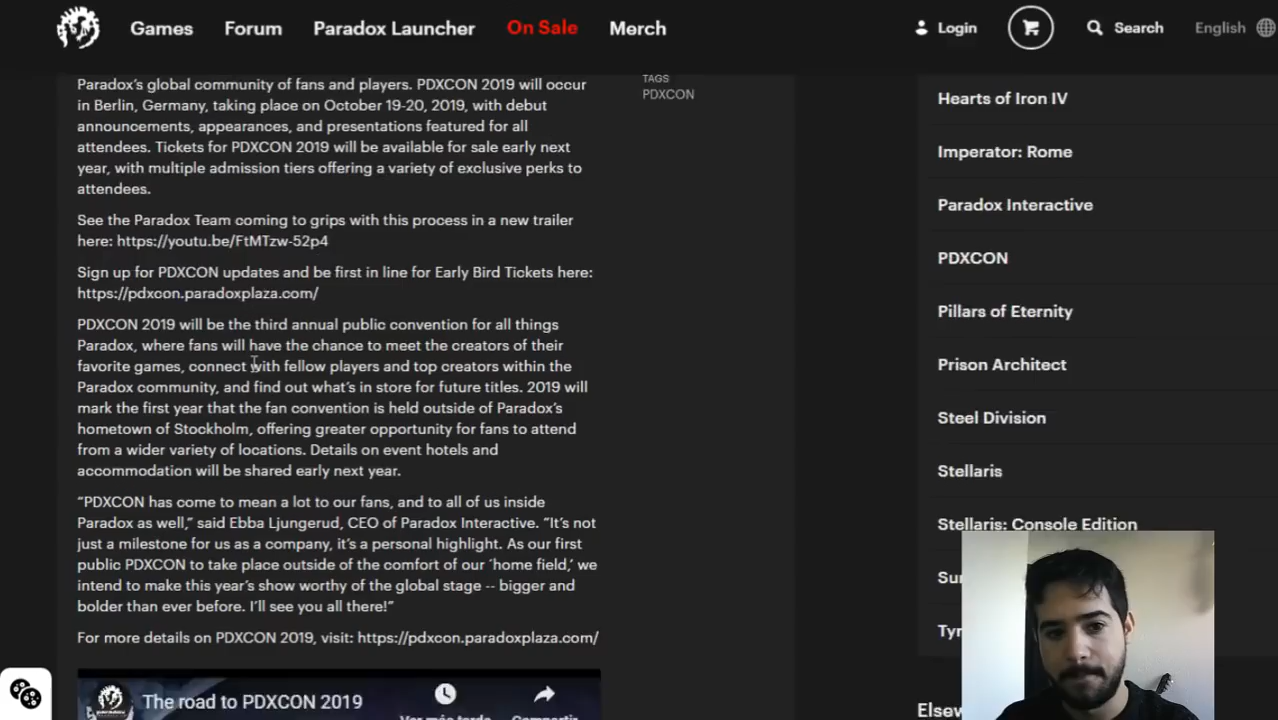 Games Forum Paradox Launcher On Sale Merch Login Search English
Paradox's global community of fans and players. PDXCON 2019 will occur
in Berlin, Germany, taking place on October 19-20, 2019, with debut
announcements, appearances, and presentations featured for all
attendees. Tickets for PDXCON 2019 will be available for sale early next
year, with multiple admission tiers offering a variety of exclusive perks to
attendees.
See the Paradox Team coming to grips with this process in a new trailer
here: https://youtu.be/FtMTzw-52p4
Sign up for PDXCON updates and be first in line for Early Bird Tickets here:
https://pdxcon.paradoxplaza.com/
PDXCON 2019 will be the third annual public convention for all things
Paradox, where fans will have the chance to meet the creators of their
favorite games, connect with fellow players and top creators within the
Paradox community, and find out what's in store for future titles. 2019 will
mark the first year that the fan convention is held outside of Paradox's
hometown of Stockholm, offering greater opportunity for fans to attend
from a wider variety of locations. Details on event hotels and
accommodation will be shared early next year.
“PDXCON has come to mean a lot to our fans, and to all of us inside
Paradox as well,” said Ebba Ljungerud, CEO of Paradox Interactive. “It's not
just a milestone for us as a company, it's a personal highlight. As our first
public PDXCON to take place outside of the comfort of our ‘home field,’ we
intend to make this year's show worthy of the global stage -- bigger and
bolder than ever before. I'll see you all there!”
For more details on PDXCON 2019, visit: https://pdxcon.paradoxplaza.com/
The road to PDXCON 2019
Ver más tarde Compartir
TAGS
PDXCON
Hearts of Iron IV
Imperator: Rome
Paradox Interactive
PDXCON
Pillars of Eternity
Prison Architect
Steel Division
Stellaris
Stellaris: Console Edition